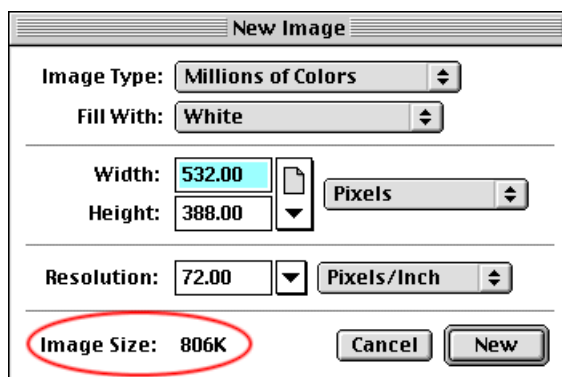 New Image
Image Type: Millions of Colors
Fill With: White
Width: 532.00
Pixels
Height: 388.00
Resolution: 72.00 Pixels/Inch
Image Size: 806K Cancel New